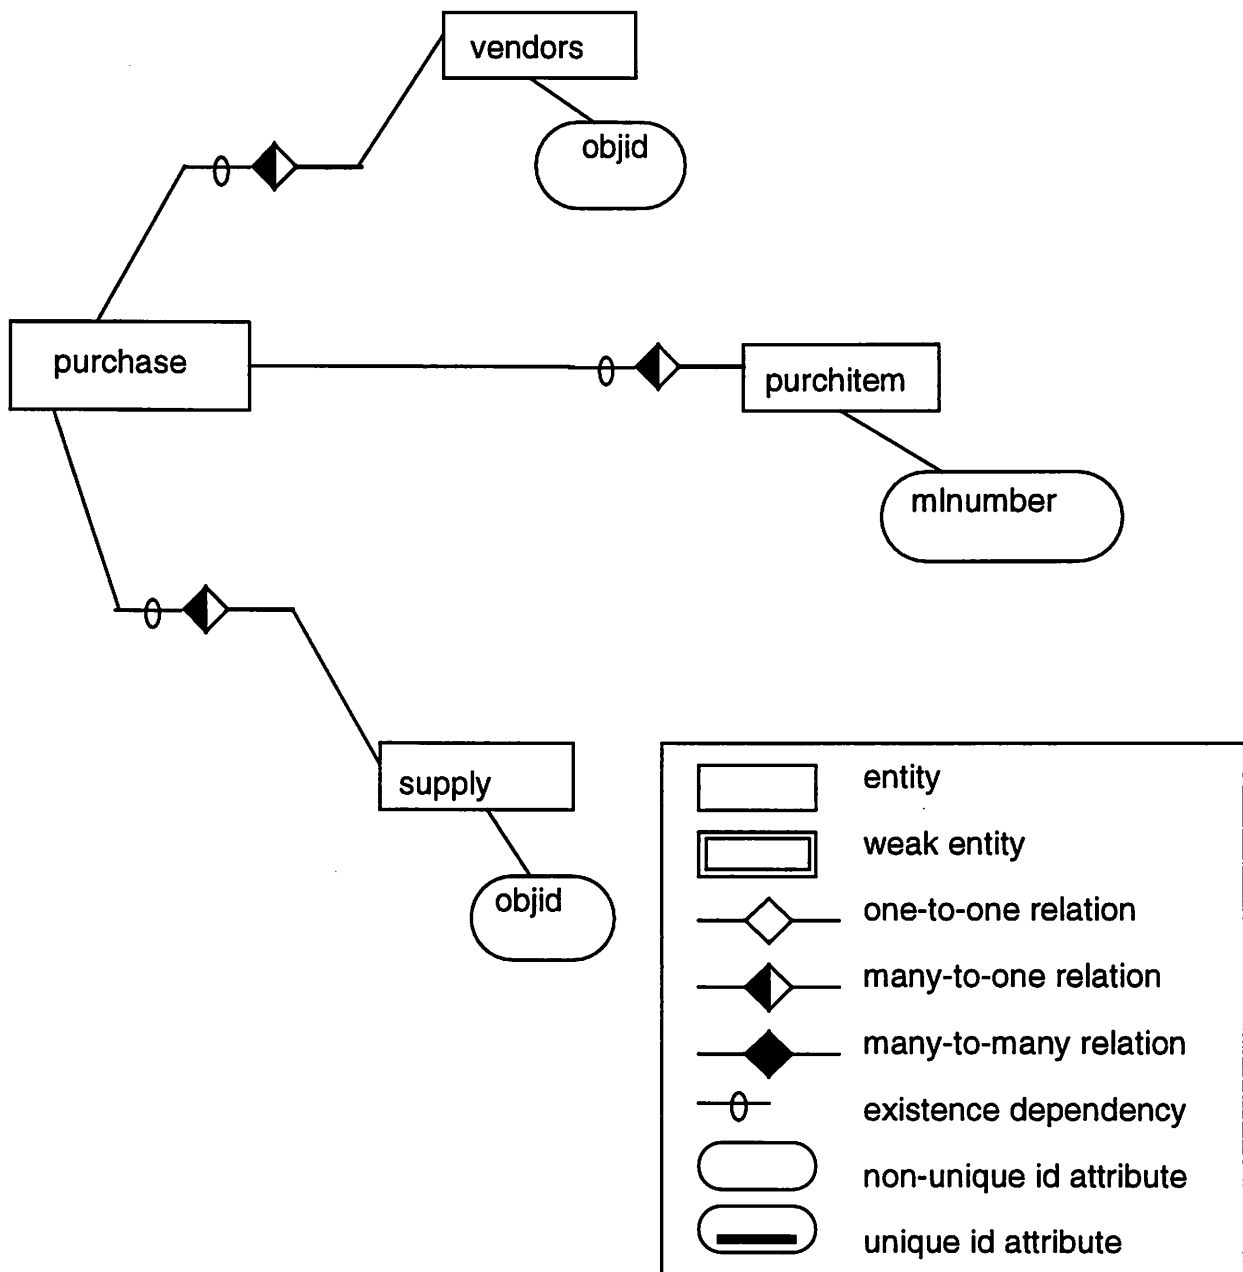 vendors
objid
purchase
purchitem
mlnumber
supply
objid
entity
weak entity
one-to-one relation
many-to-one relation
many-to-many relation
existence dependency
non-unique id attribute
unique id attribute